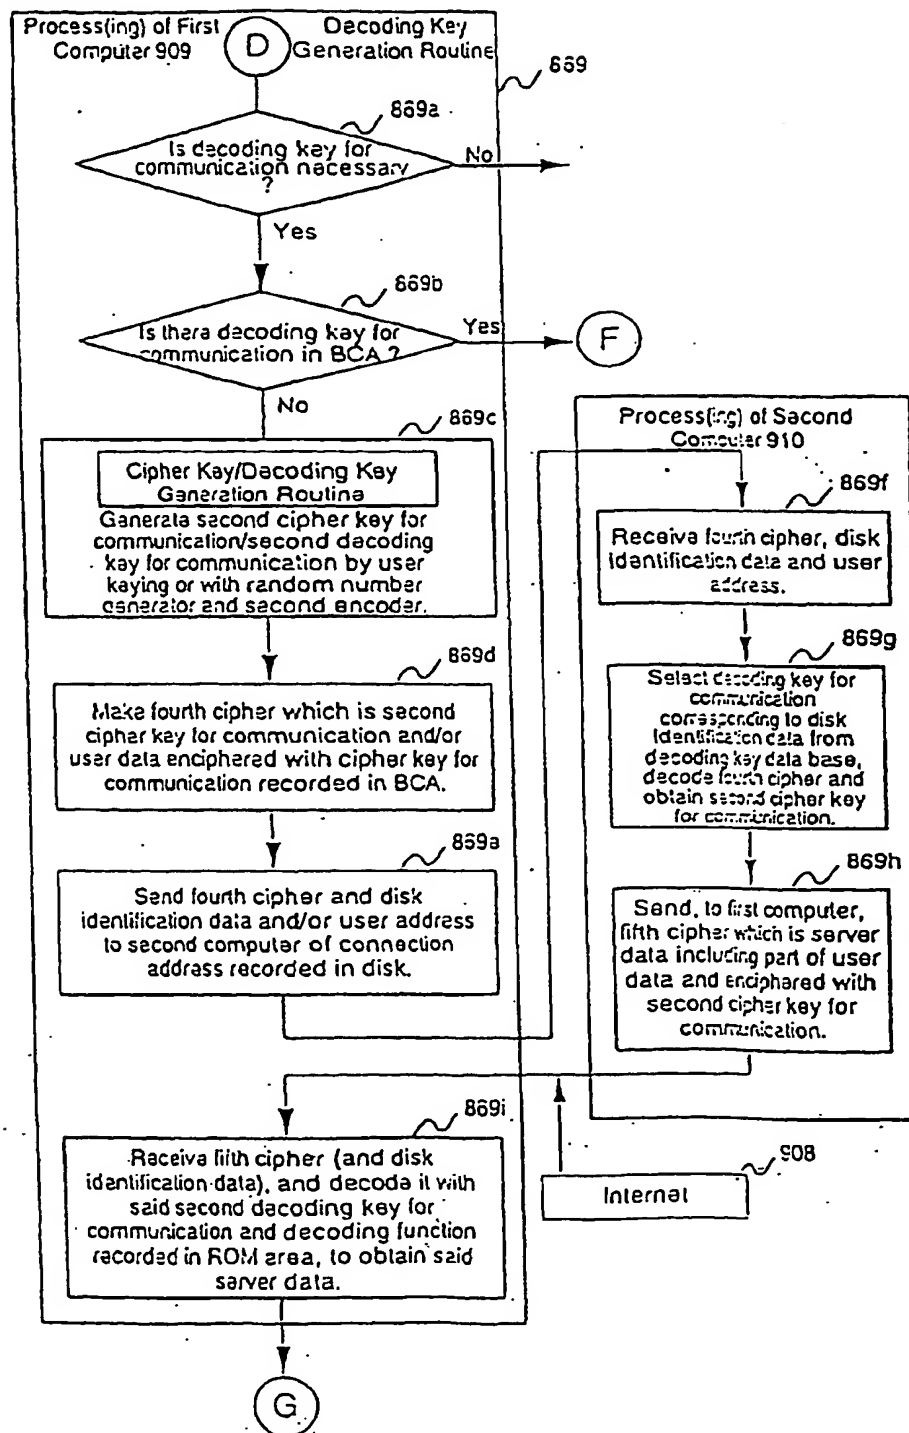 Process(ing) of First
Computer 909
D
Decoding Key
Generation Routine
869
869a
Is decoding key for
communication necessary
?
No
Yes
869b
Is there decoding key for
communication in BCA ?
Yes
F
No
869c
Cipher Key/Decoding Key
Generation Routine
Generate second cipher key for
communication/second decoding
key for communication by user
keying or with random number
generator and second encoder.
869d
Make fourth cipher which is second
cipher key for communication and/or
user data enciphered with cipher key for
communication recorded in BCA.
869a
Send fourth cipher and disk
identification data and/or user address
to second computer of connection
address recorded in disk.
Process(ing) of Second
Computer 910
869f
Receive fourth cipher, disk
identification data and user
address.
869g
Select decoding key for
communication
corresponding to disk
identification data from
decoding key data base,
decode fourth cipher and
obtain second cipher key
for communication.
869h
Send, to first computer,
fifth cipher which is server
data including part of user
data and enciphered with
second cipher key for
communication.
908
Internet
869i
Receive fifth cipher (and disk
identification data), and decode it with
said second decoding key for
communication and decoding function
recorded in ROM area, to obtain said
server data.
G